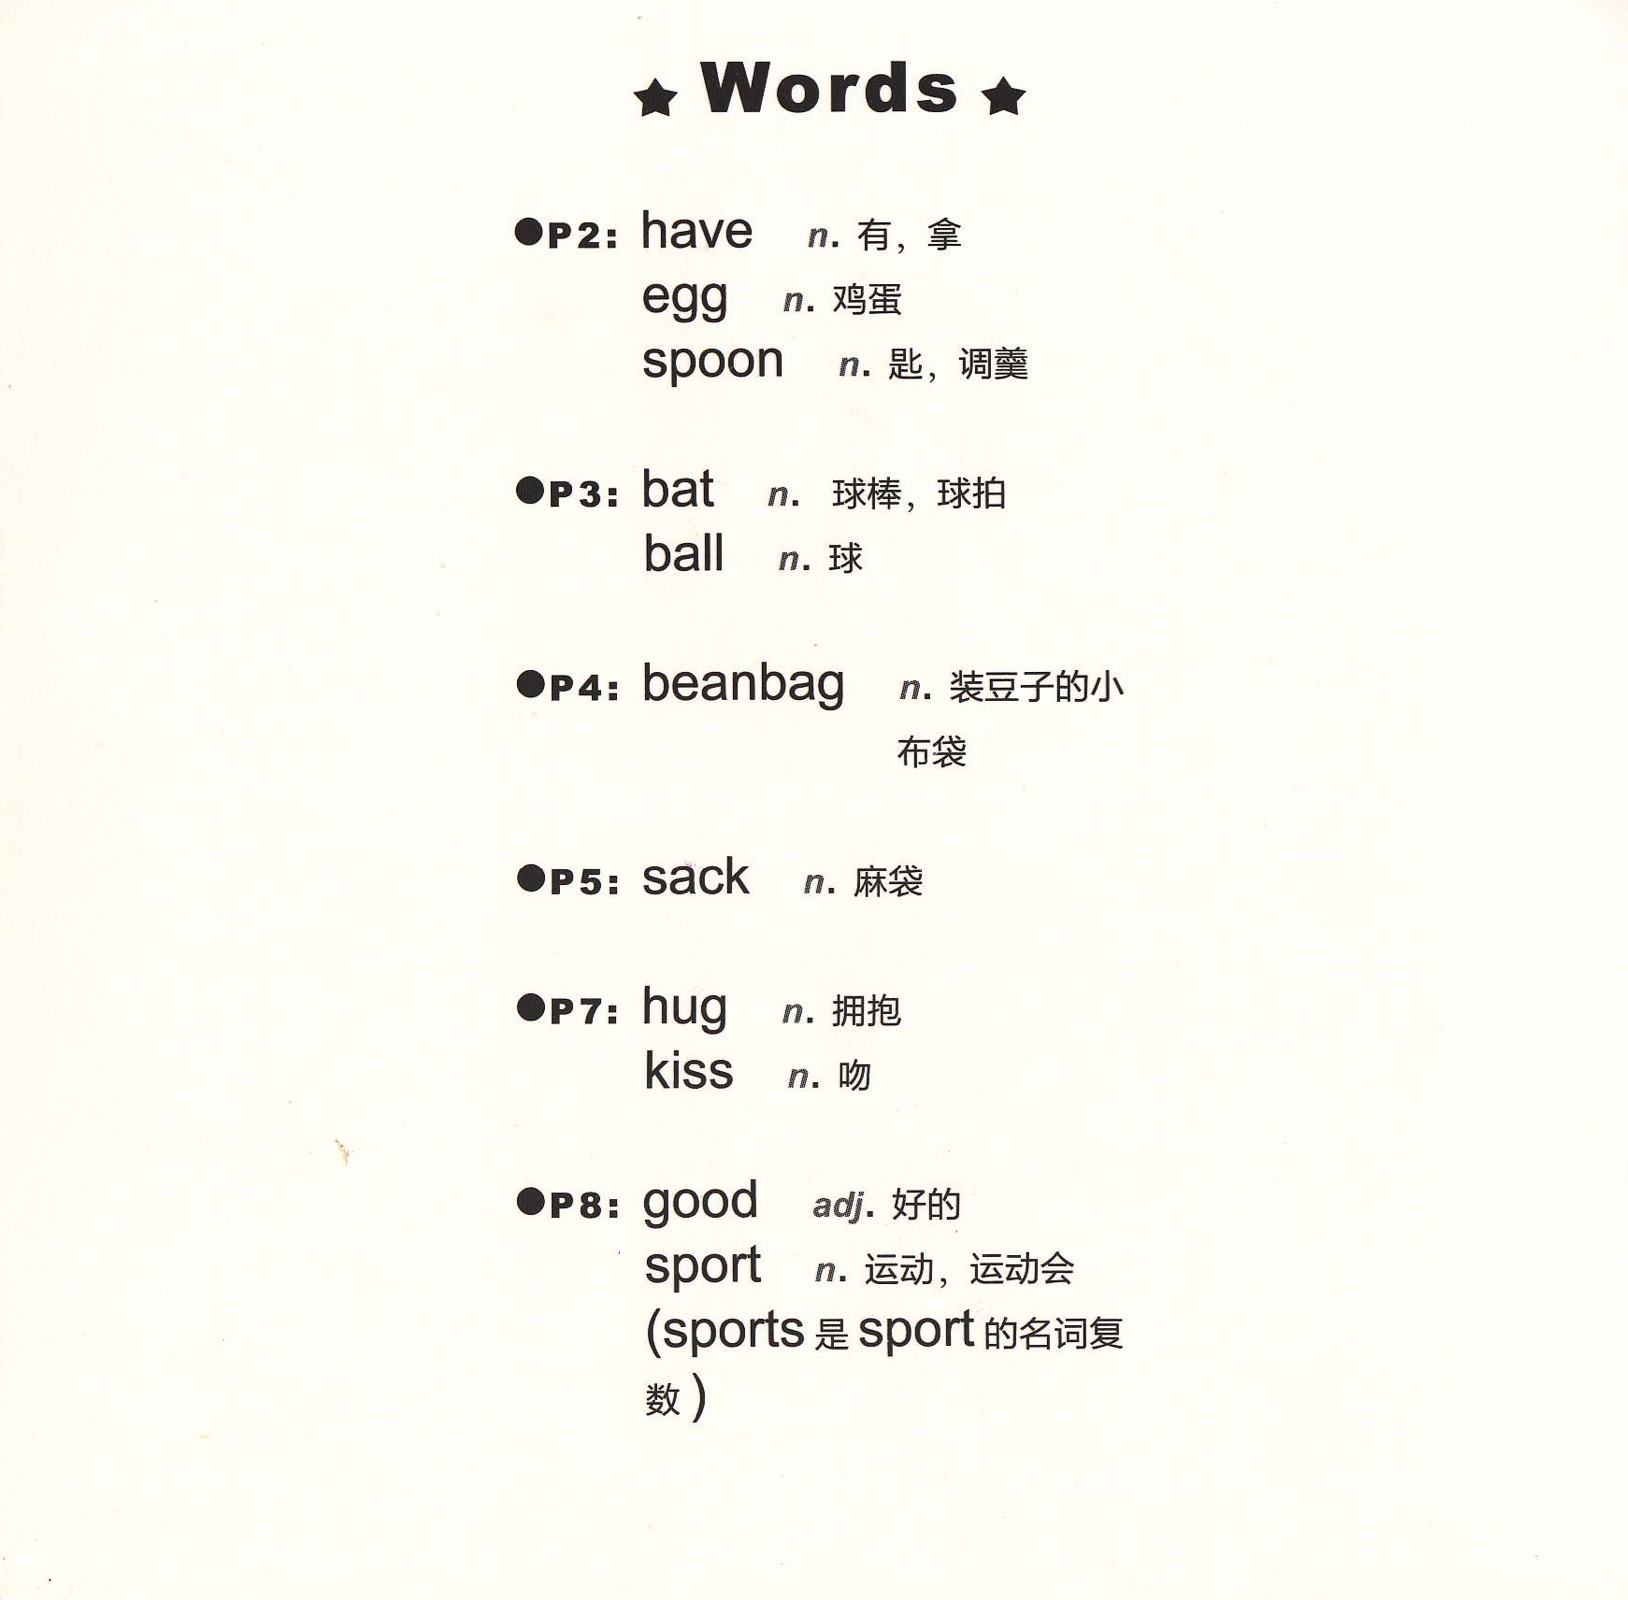 ★ Words ★
●P2: have n. 有，拿
egg n. 鸡蛋
spoon n. 匙，调羹
●P3: bat n. 球棒，球拍
ball n. 球
●P4: beanbag n. 装豆子的小
布袋
●P5: sack n. 麻袋
●P7: hug n. 拥抱
kiss n. 吻
●P8: good adj. 好的
sport n. 运动，运动会
(sports 是 sport 的名词复
数)